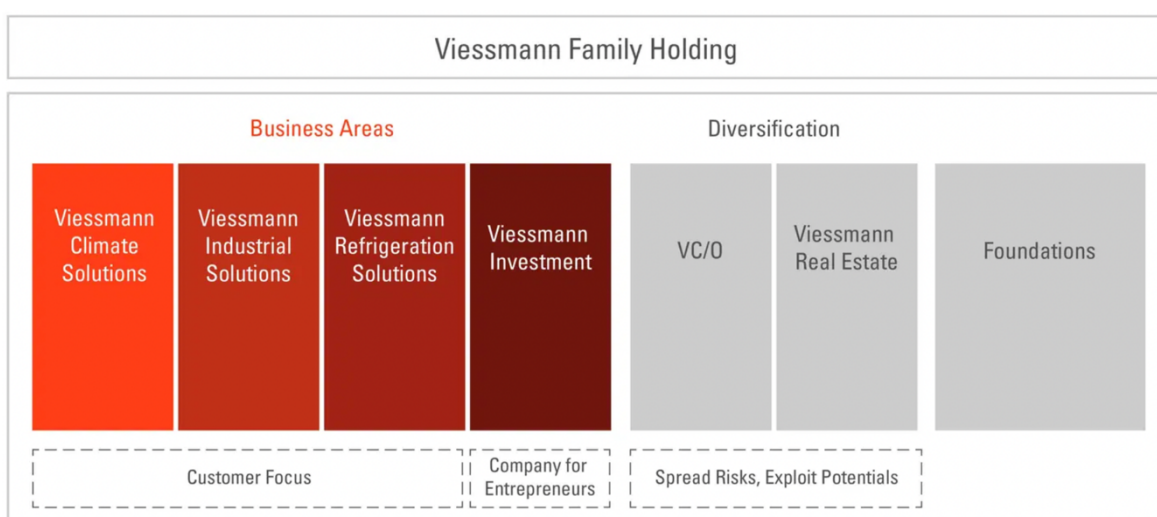 Viessmann Family Holding
Business Areas
Diversification
Viessmann
Climate
Solutions
Viessmann
Industrial
Solutions
Viessmann
Refrigeration
Solutions
Viessmann
Investment
VC/O
Viessmann
Real Estate
Foundations
Customer Focus
Company for
Entrepreneurs
Spread Risks, Exploit Potentials